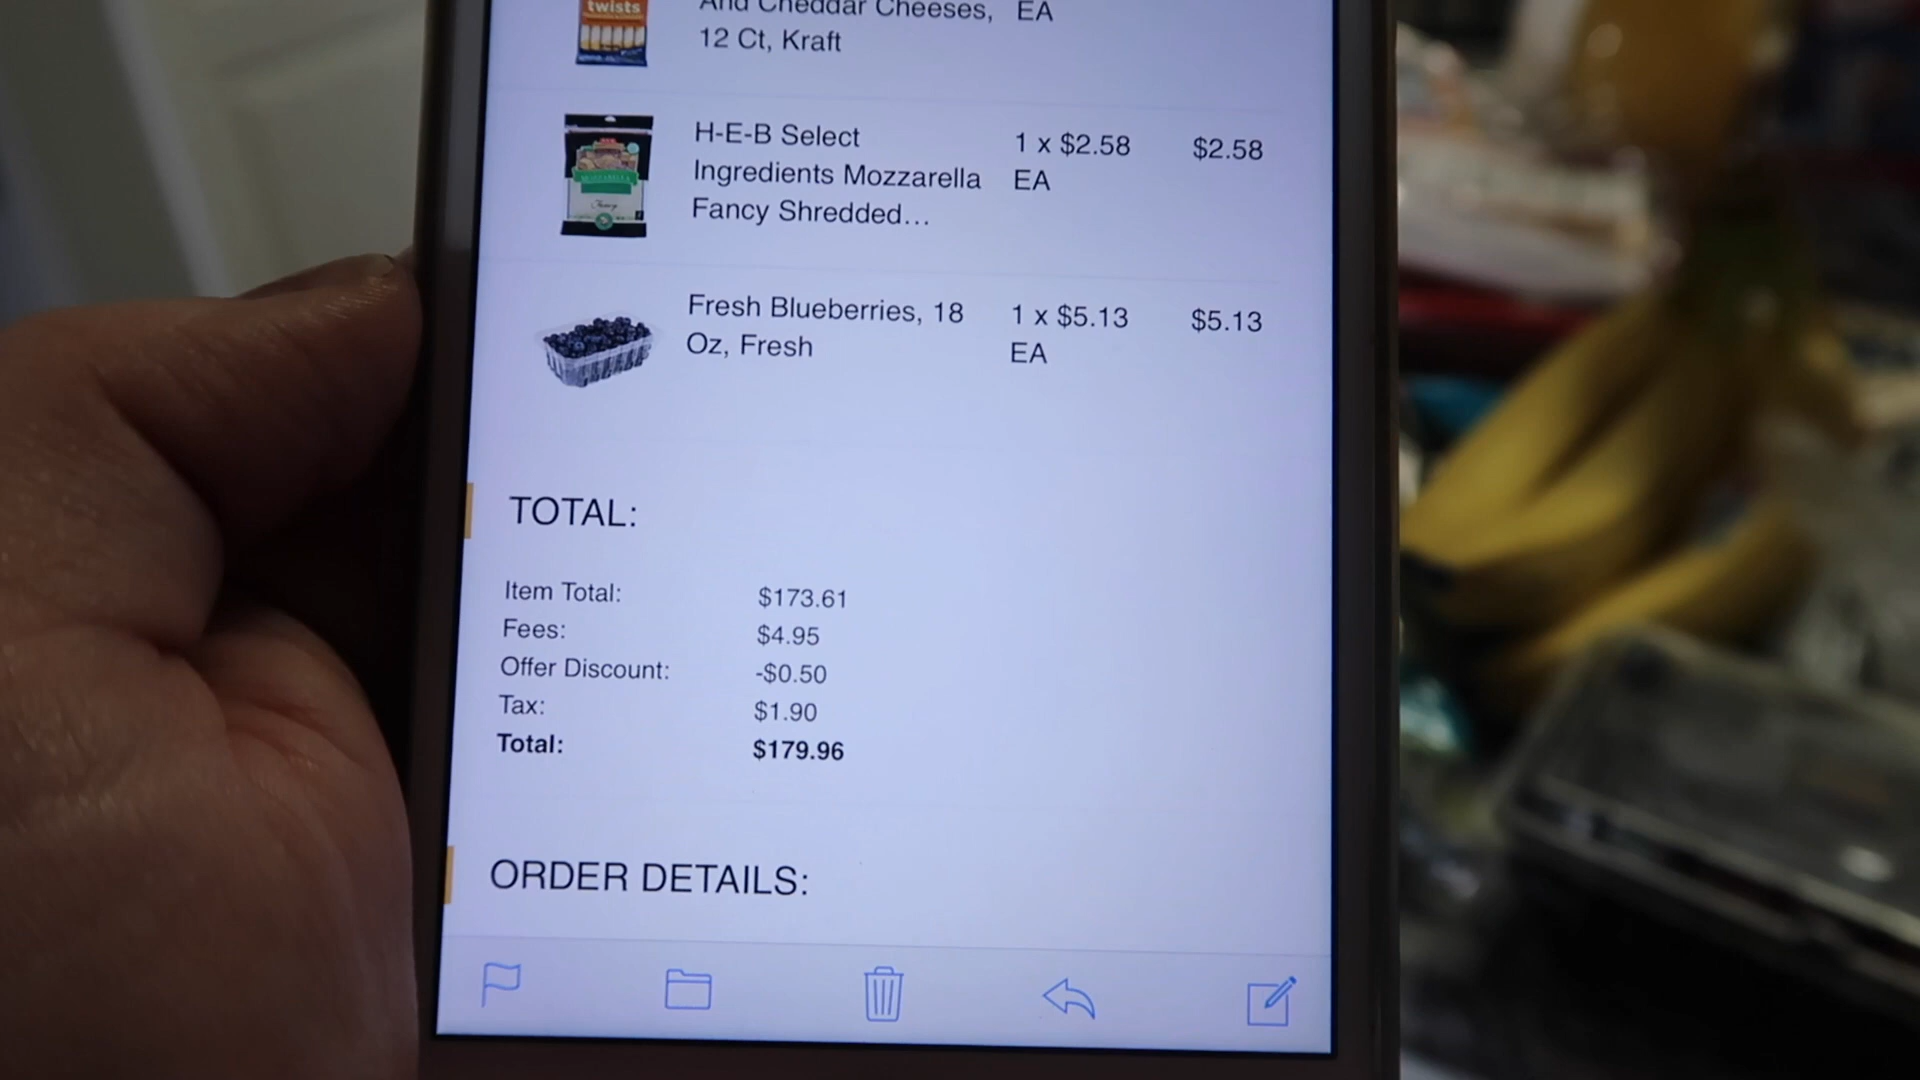 twists
And Cheddar Cheeses, EA
12 Ct, Kraft
H-E-B Select 1 x $2.58 $2.58
Ingredients Mozzarella EA
Fancy Shredded...
Fresh Blueberries, 18 1 x $5.13 $5.13
Oz, Fresh EA
TOTAL:
Item Total: $173.61
Fees: $4.95
Offer Discount: -$0.50
Tax: $1.90
Total: $179.96
ORDER DETAILS: